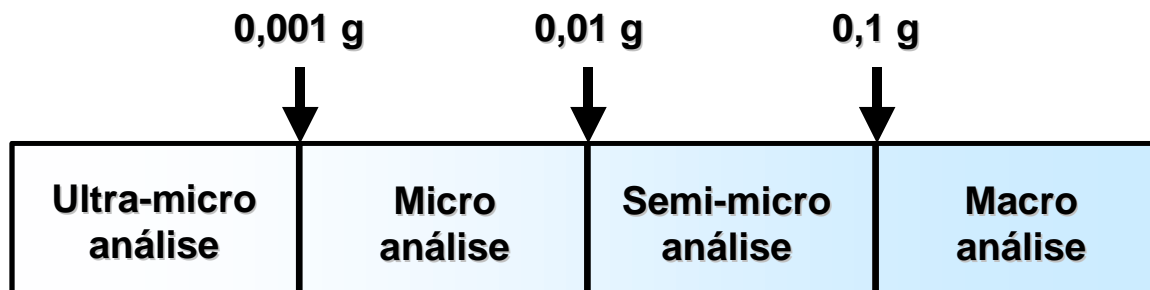 0,001 g
0,01 g
0,1 g
Ultra-micro
análise
Micro
análise
Semi-micro
análise
Macro
análise